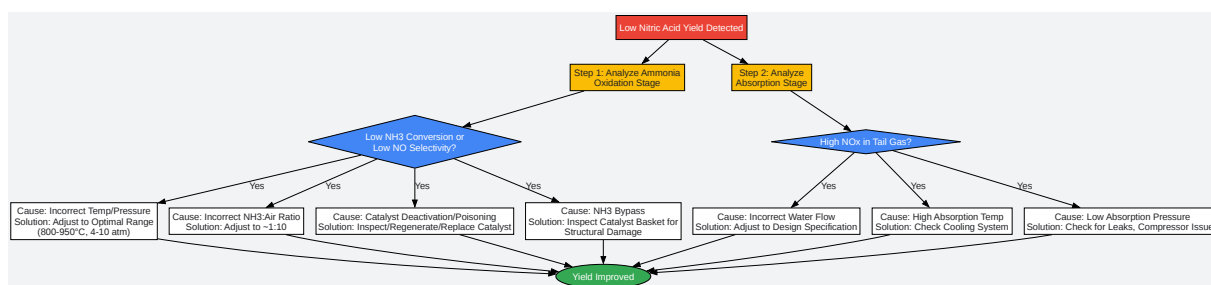 Low Nitric Acid Yield Detected
Step 1: Analyze Ammonia
Oxidation Stage
Step 2: Analyze
Absorption Stage
Low NH3 Conversion or
Low NO Selectivity?
High NOx in Tail Gas?
Yes
Yes
Yes
Yes
Yes
Yes
Yes
Cause: Incorrect Temp/Pressure
Solution: Adjust to Optimal Range
(800-950°C, 4-10 atm)
Cause: Incorrect NH3:Air Ratio
Solution: Adjust to ~1:10
Cause: Catalyst Deactivation/Poisoning
Solution: Inspect/Regenerate/Replace Catalyst
Cause: NH3 Bypass
Solution: Inspect Catalyst Basket for
Structural Damage
Cause: Incorrect Water Flow
Solution: Adjust to Design Specification
Cause: High Absorption Temp
Solution: Check Cooling System
Cause: Low Absorption Pressure
Solution: Check for Leaks, Compressor Issue
Yield Improved